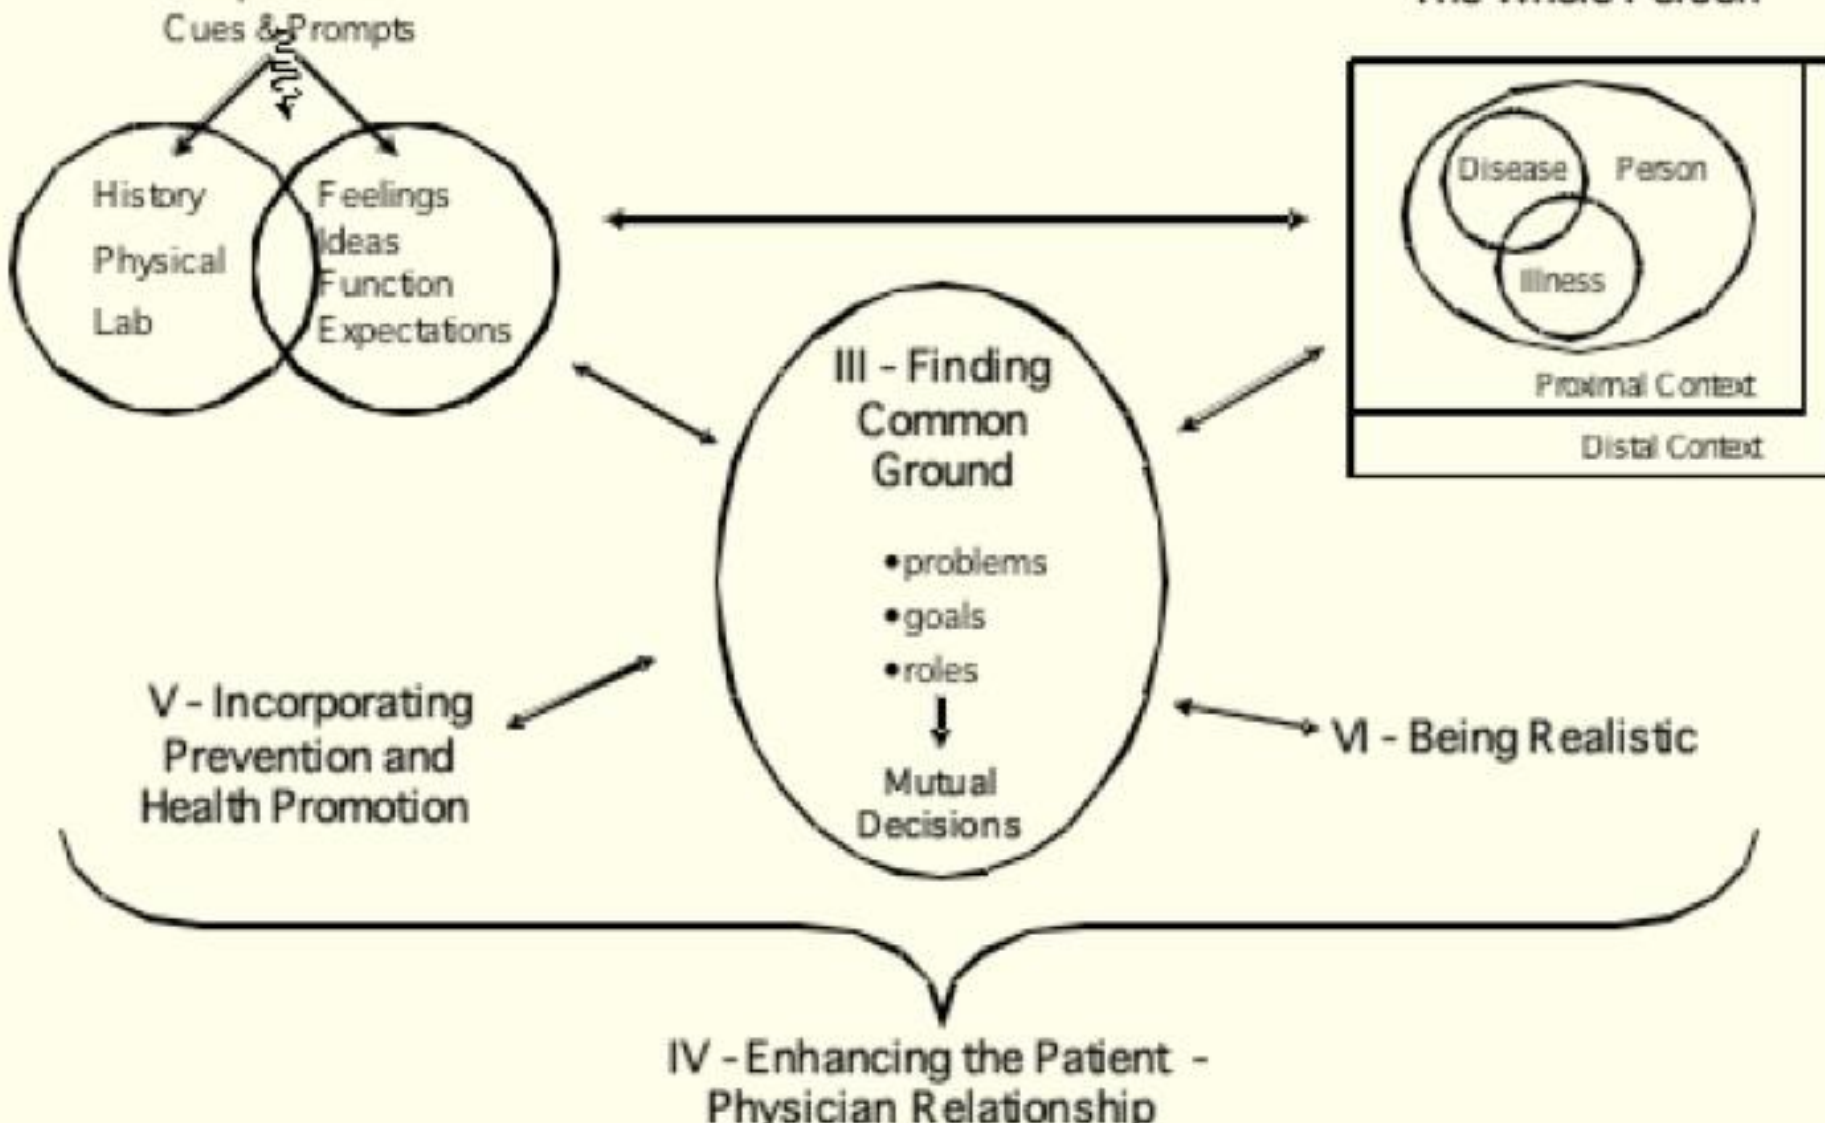 Cues & Prompts
History
Physical
Lab
Feelings
Ideas
Function
Expectations
Disease
Person
Illness
Proximal Context
Distal Context
III - Finding
Common
Ground
•problems
•goals
•roles
Mutual
Decisions
V - Incorporating
Prevention and
Health Promotion
VI - Being Realistic
IV - Enhancing the Patient -
Physician Relationship